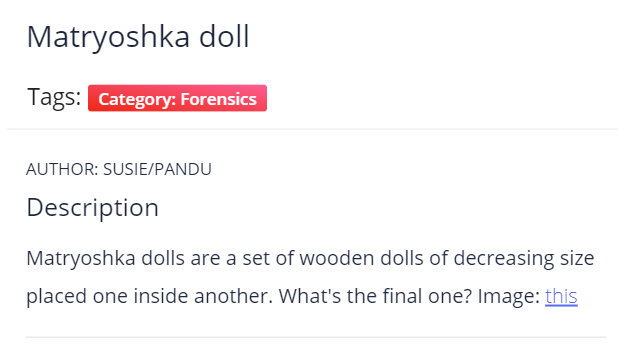 Matryoshka doll
Tags: Category: Forensics
AUTHOR: SUSIE/PANDU
Description
Matryoshka dolls are a set of wooden dolls of decreasing size
placed one inside another. What's the final one? Image: this